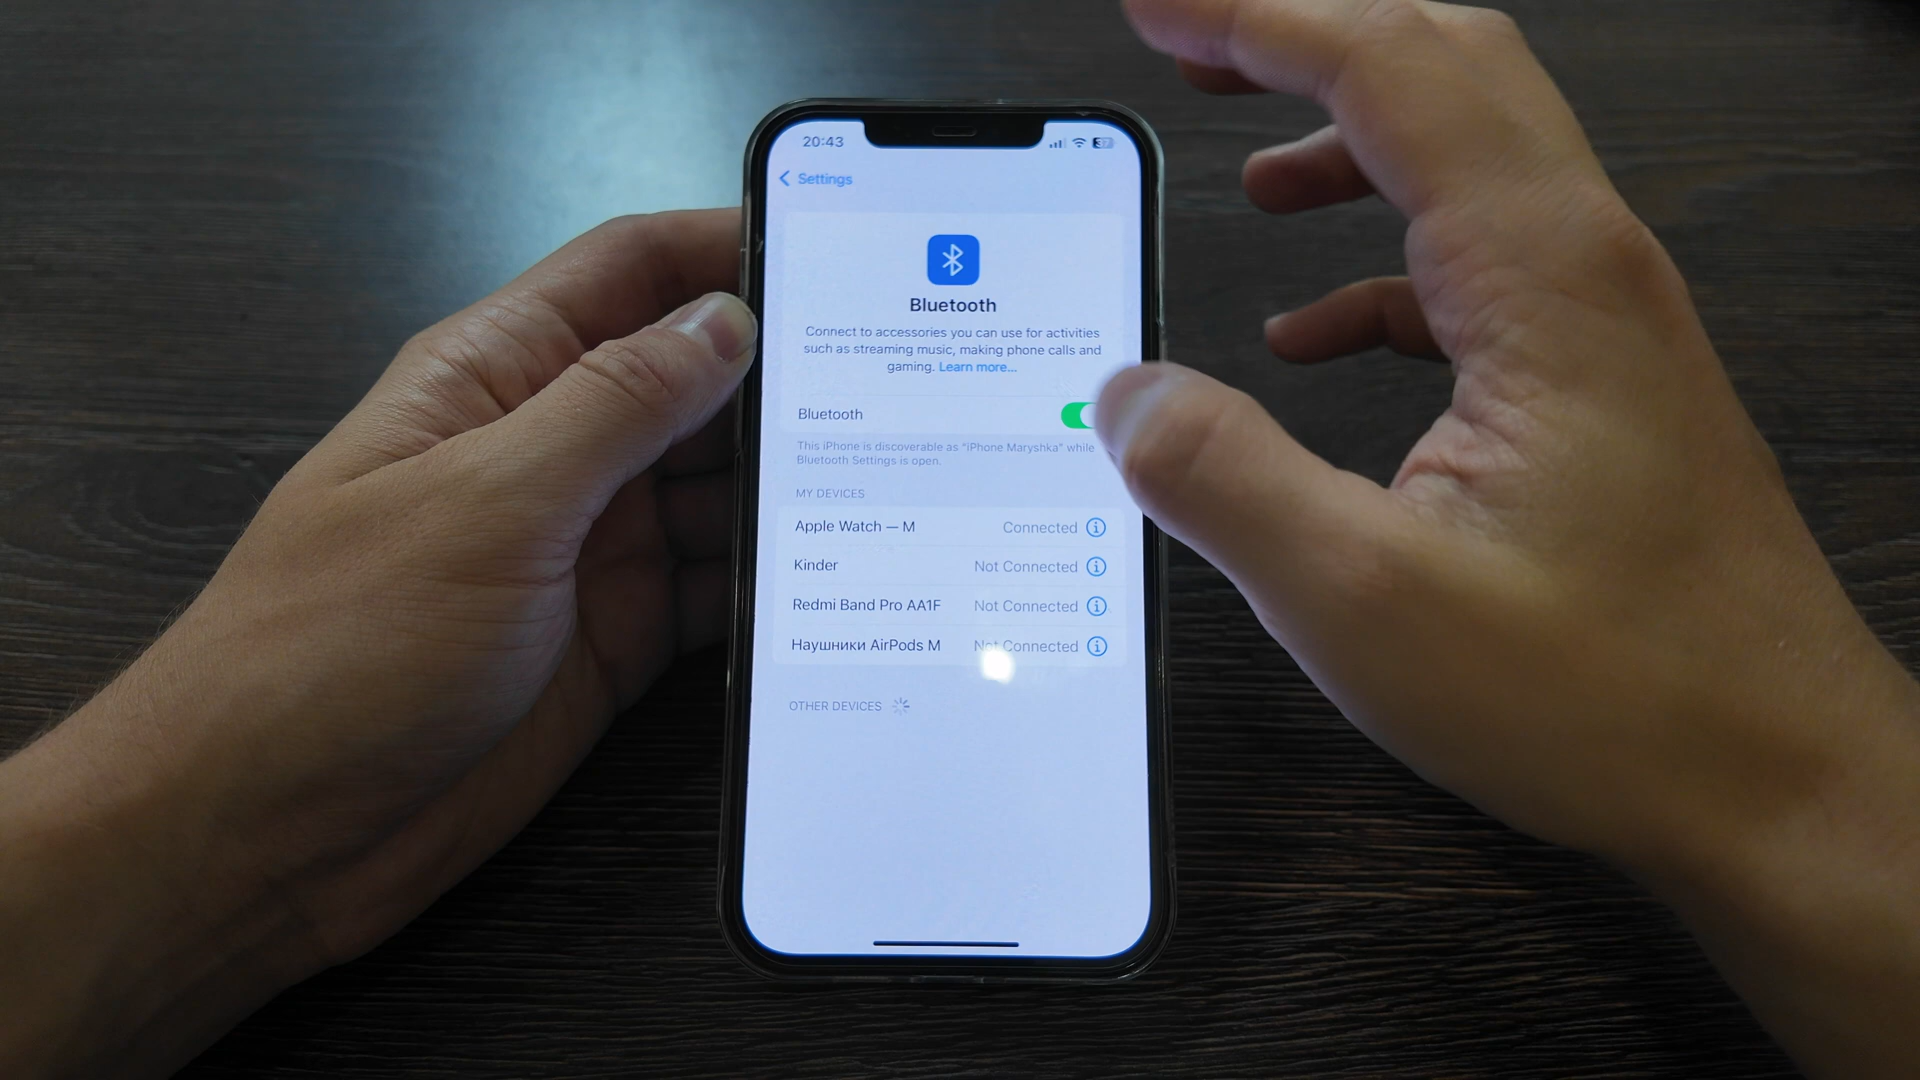 20:43
37
Settings
Bluetooth
Connect to accessories you can use for activities
such as streaming music, making phone calls and
gaming. Learn more...
Bluetooth
This iPhone is discoverable as “iPhone Maryshka” while
Bluetooth Settings is open.
MY DEVICES
Apple Watch — M Connected
Kinder Not Connected
Redmi Band Pro AA1F Not Connected
Наушники AirPods M Not Connected
OTHER DEVICES